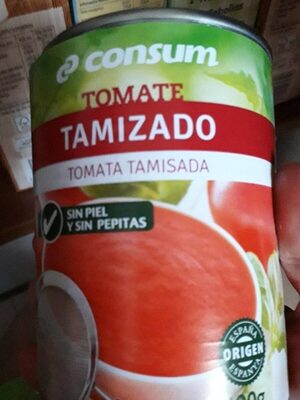 consum
TOMATE
TAMIZADO
TOMATA TAMISADA
SIN PIEL
Y SIN PEPITAS
ESPAÑA
ORIGEN
ESPANYA